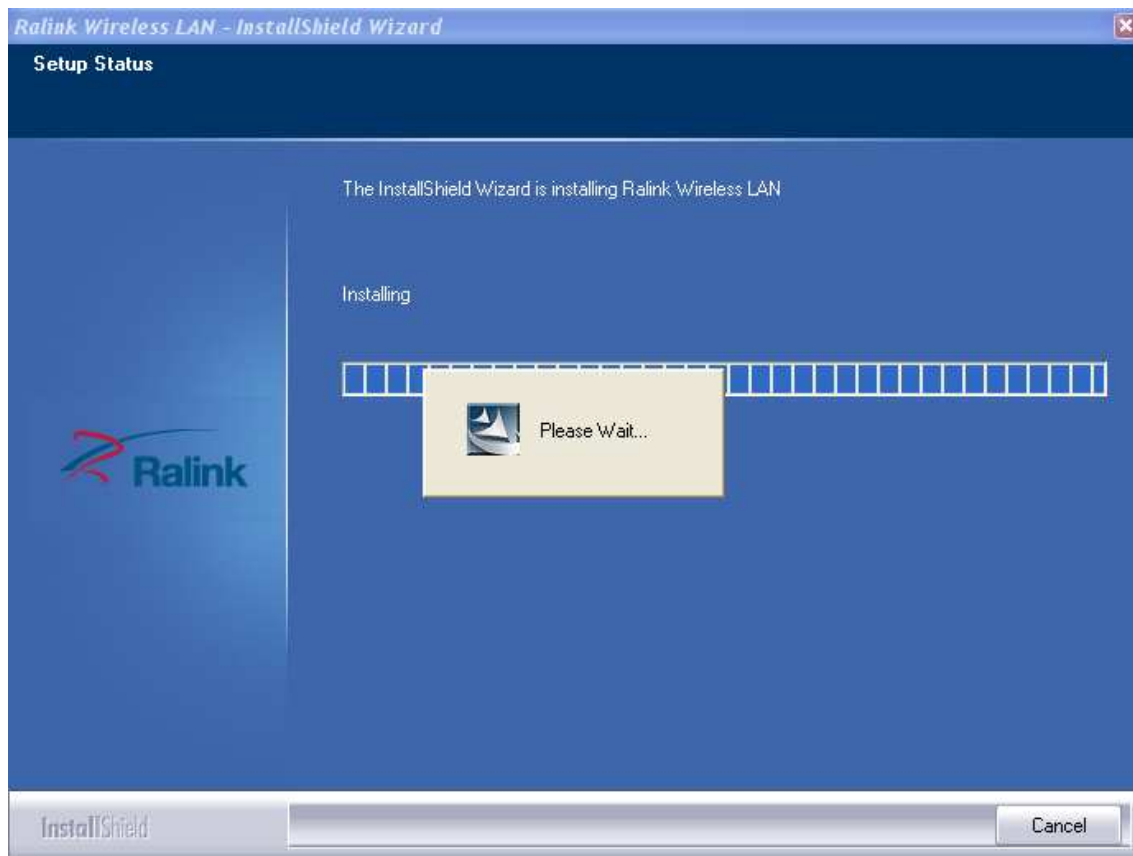 Ralink Wireless LAN - InstallShield Wizard
Setup Status
The InstallShield Wizard is installing Ralink Wireless LAN
Installing
Please Wait...
Ralink
InstallShield
Cancel